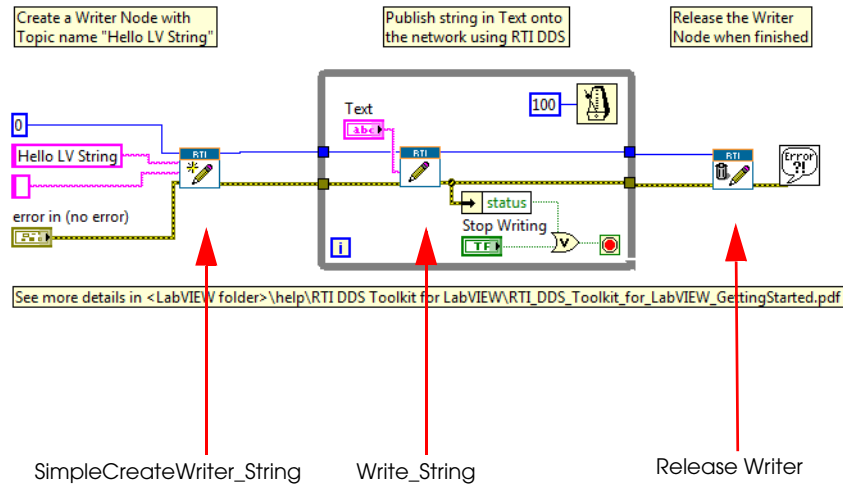 Create a Writer Node with
Topic name "Hello LV String"
Publish string in Text onto
the network using RTI DDS
Release the Writer
Node when finished
0
Hello LV String
error in (no error)
RTI
Text
abc
100
RTI
status
Stop Writing
TF
i
RTI
Error
?!
See more details in <LabVIEW folder>\help\RTI DDS Toolkit for LabVIEW\RTI_DDS_Toolkit_for_LabVIEW_GettingStarted.pdf
SimpleCreateWriter_String
Write_String
Release Writer